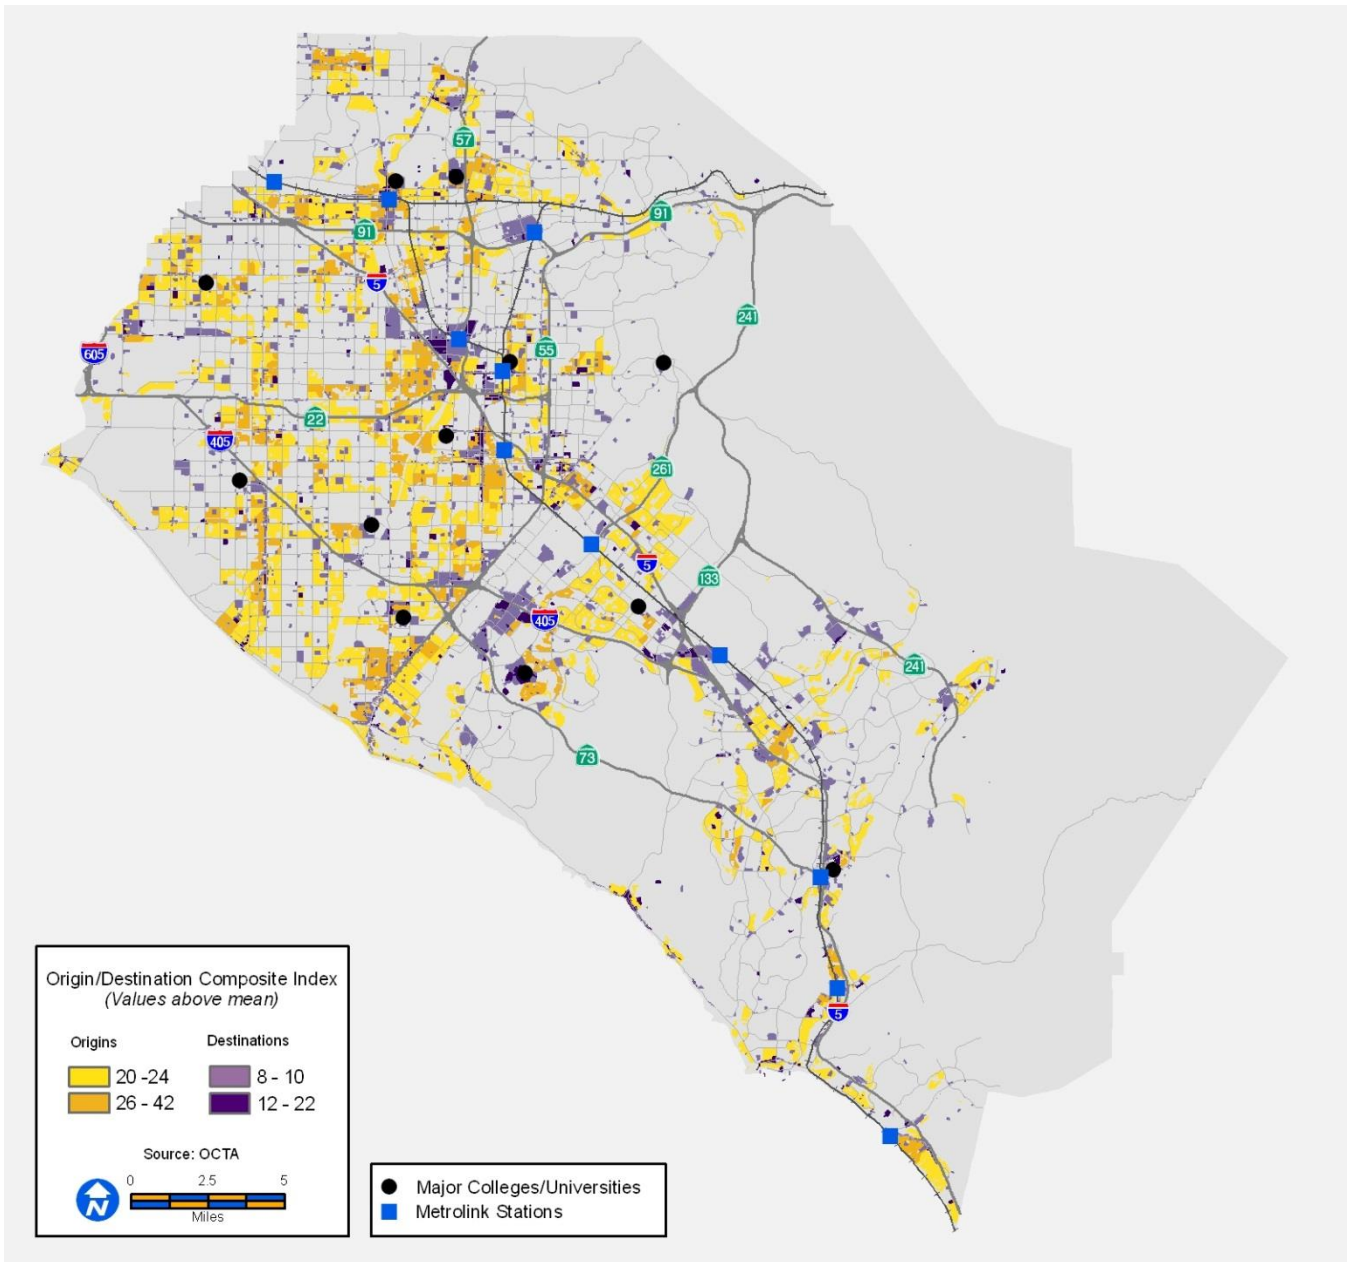 57
91
91
5
241
605
55
22
405
261
5
133
405
241
73
5
Origin/Destination Composite Index
(Values above mean)
Origins Destinations
20 -24 8 - 10
26 - 42 12 - 22
Source: OCTA
0 2.5 5
N
Miles
Major Colleges/Universities
Metrolink Stations